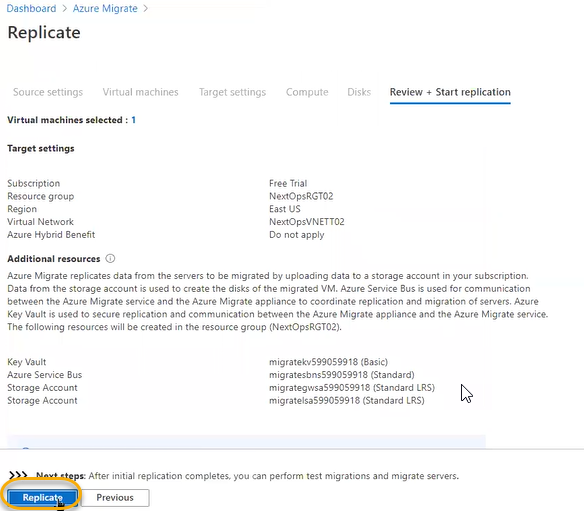 Dashboard > Azure Migrate >
Replicate
Source settings Virtual machines Target settings Compute Disks Review + Start replication
Virtual machines selected : 1
Target settings
Subscription Free Trial
Resource group NextOpsRGT02
Region East US
Virtual Network NextOpsVNETT02
Azure Hybrid Benefit Do not apply
Additional resources
Azure Migrate replicates data from the servers to be migrated by uploading data to a storage account in your subscription.
Data from the storage account is used to create the disks of the migrated VM. Azure Service Bus is used for communication
between the Azure Migrate service and the Azure Migrate appliance to coordinate replication and migration of servers. Azure
Key Vault is used to secure replication and communication between the Azure Migrate appliance and the Azure Migrate service.
The following resources will be created in the resource group (NextOpsRGT02).
Key Vault migratekv599059918 (Basic)
Azure Service Bus migratesbns599059918 (Standard)
Storage Account migrategwsa599059918 (Standard LRS)
Storage Account migratelsa599059918 (Standard LRS)
>>> Next steps: After initial replication completes, you can perform test migrations and migrate servers.
Replicate Previous